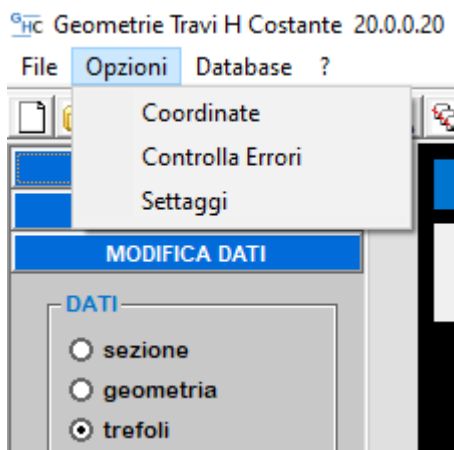 GHC Geometrie Travi H Costante 20.0.0.20
File Opzioni Database ?
Coordinate
Controlla Errori
Settaggi
MODIFICA DATI
DATI
sezione
geometria
trefoli